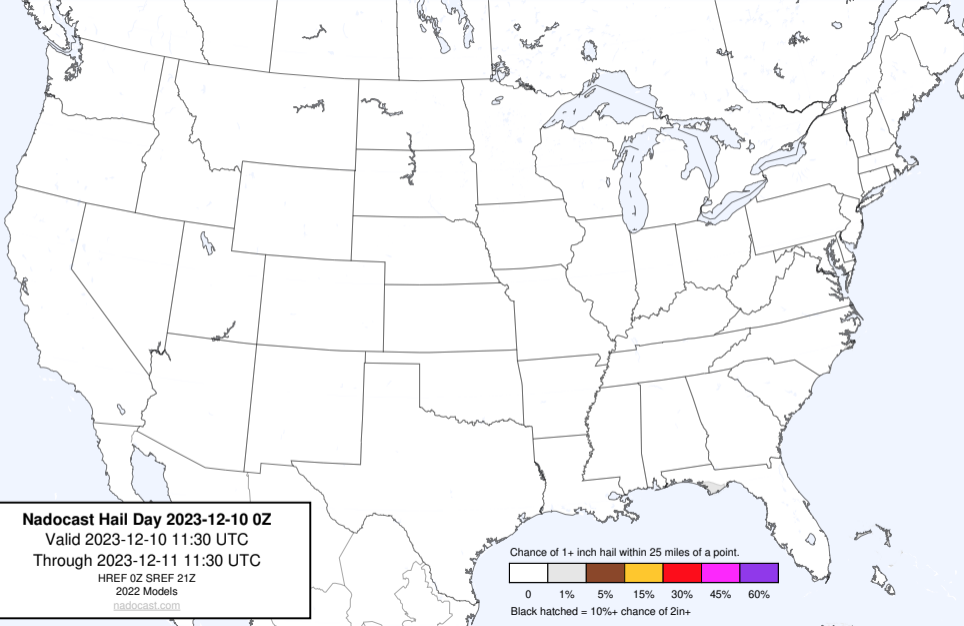 Nadocast Hail Day 2023-12-10 0Z
Valid 2023-12-10 11:30 UTC
Through 2023-12-11 11:30 UTC
HREF 0Z SREF 21Z
2022 Models
nadocast.com
Chance of 1+ inch hail within 25 miles of a point.
0 1% 5% 15% 30% 45% 60%
Black hatched = 10%+ chance of 2in+